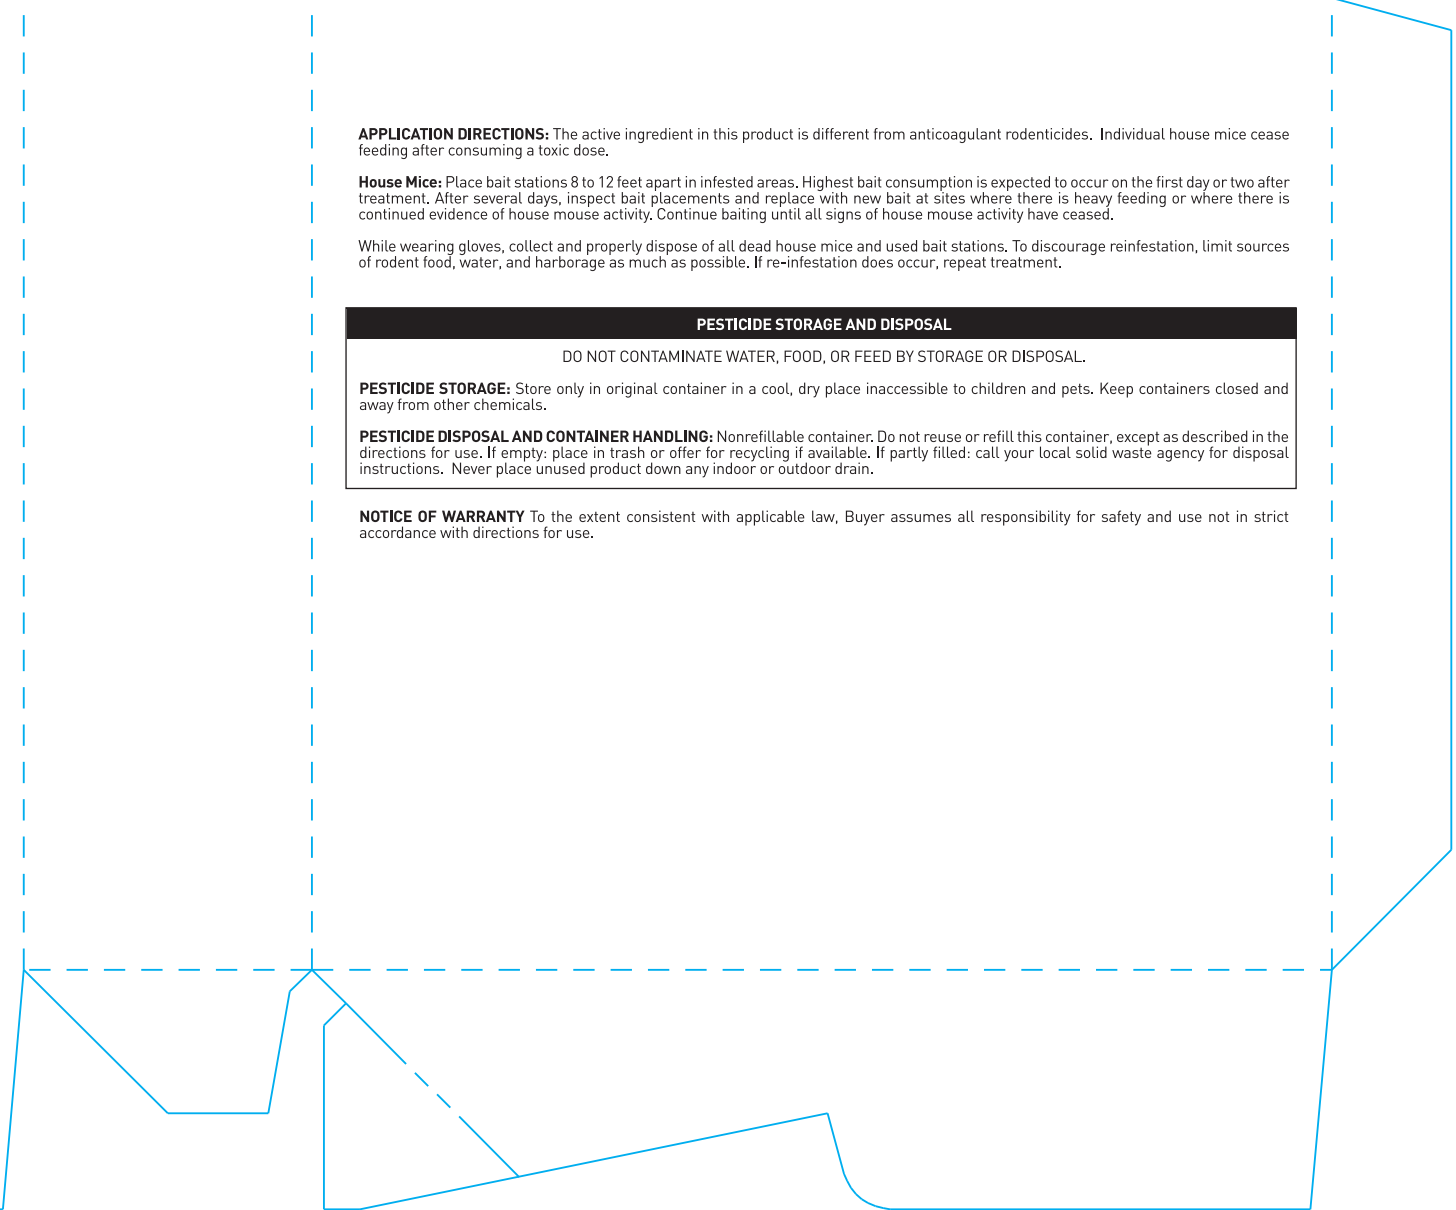 APPLICATION DIRECTIONS: The active ingredient in this product is different from anticoagulant rodenticides.  Individual house mice cease
feeding after consuming a toxic dose.
House Mice: Place bait stations 8 to 12 feet apart in infested areas. Highest bait consumption is expected to occur on the first day or two after
treatment. After several days, inspect bait placements and replace with new bait at sites where there is heavy feeding or where there is
continued evidence of house mouse activity. Continue baiting until all signs of house mouse activity have ceased.
While wearing gloves, collect and properly dispose of all dead house mice and used bait stations. To discourage reinfestation, limit sources
of rodent food, water, and harborage as much as possible. If re-infestation does occur, repeat treatment.
PESTICIDE STORAGE AND DISPOSAL
DO NOT CONTAMINATE WATER, FOOD, OR FEED BY STORAGE OR DISPOSAL.
PESTICIDE STORAGE: Store only in original container in a cool, dry place inaccessible to children and pets. Keep containers closed and
away from other chemicals.
PESTICIDE DISPOSAL AND CONTAINER HANDLING: Nonrefillable container. Do not reuse or refill this container, except as described in the
directions for use. If empty: place in trash or offer for recycling if available. If partly filled: call your local solid waste agency for disposal
instructions.  Never place unused product down any indoor or outdoor drain.
NOTICE OF WARRANTY To the extent consistent with applicable law, Buyer assumes all responsibility for safety and use not in strict
accordance with directions for use.